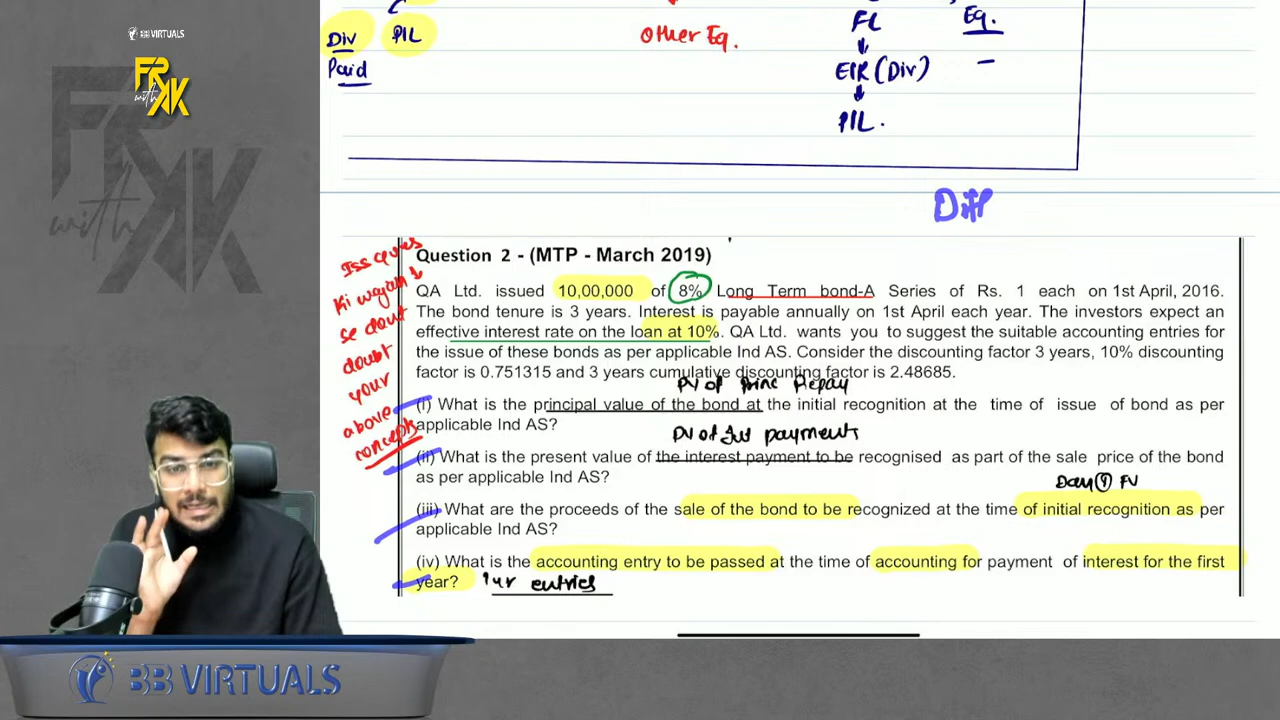 BB VIRTUALS
FR
with
AK
Div
Paid
PIL
Other Eq.
FL
EIR (Div)
PIL.
Eq.
Diff
Iss ques
ki wajah
se dont
doubt
your
above
concepts
Question 2 - (MTP - March 2019)
QA Ltd. issued 10,00,000 of 8% Long Term bond-A Series of Rs. 1 each on 1st April, 2016.
The bond tenure is 3 years. Interest is payable annually on 1st April each year. The investors expect an
effective interest rate on the loan at 10%. QA Ltd. wants you to suggest the suitable accounting entries for
the issue of these bonds as per applicable Ind AS. Consider the discounting factor 3 years, 10% discounting
factor is 0.751315 and 3 years cumulative discounting factor is 2.48685.
PV of Princ Repay
(i) What is the principal value of the bond at the initial recognition at the time of issue of bond as per
applicable Ind AS?
PV of Int payments
(ii) What is the present value of the interest payment to be recognised as part of the sale price of the bond
as per applicable Ind AS?
Day 1 FV
(iii) What are the proceeds of the sale of the bond to be recognized at the time of initial recognition as per
applicable Ind AS?
(iv) What is the accounting entry to be passed at the time of accounting for payment of interest for the first
year? 1yr entries
BB VIRTUALS